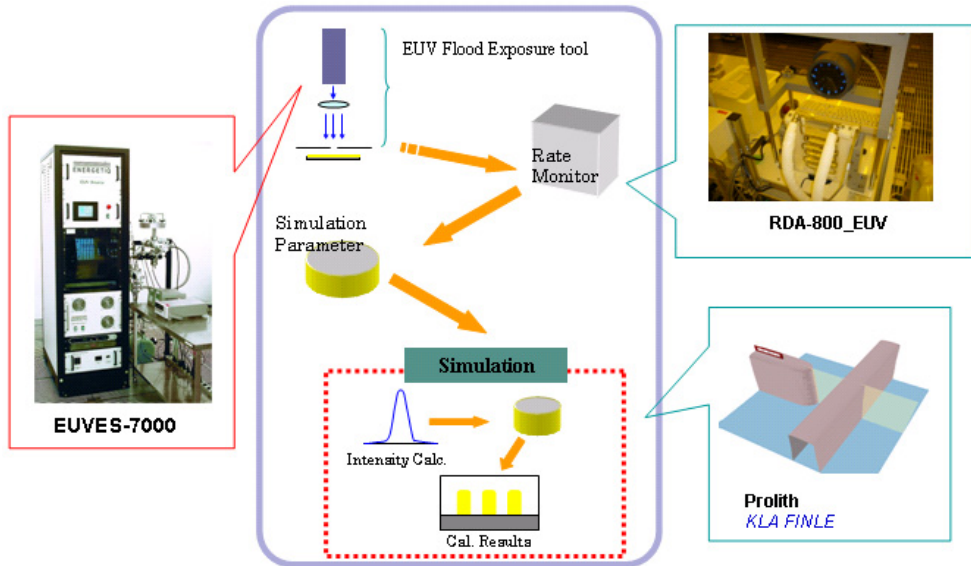 EUV Flood Exposure tool
Rate
Monitor
RDA-800_EUV
ENERGETIQ
EUVES-7000
Simulation
Parameter
Simulation
Intensity Calc.
Cal. Results
Prolith
KLA FINLE